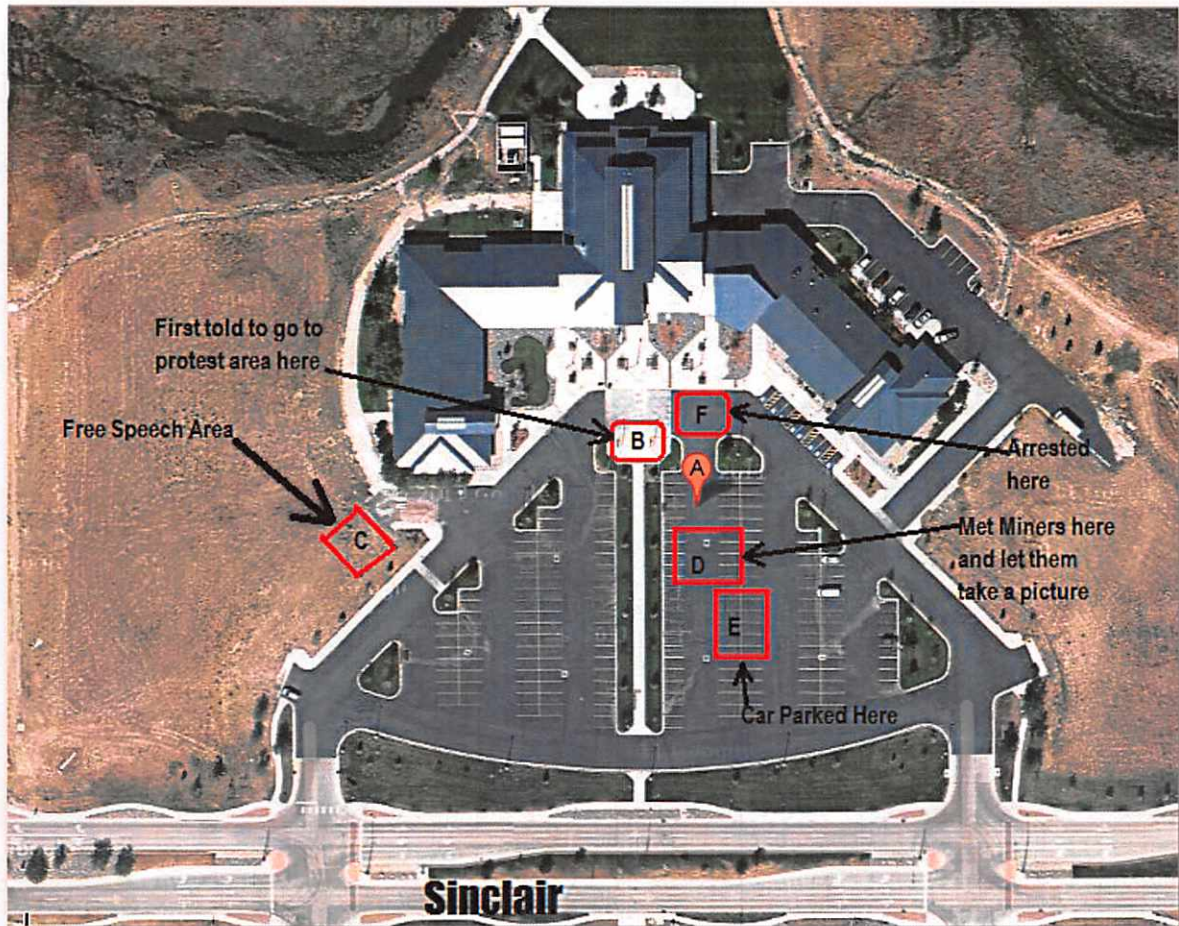 First told to go to
protest area here
Free Speech Area
B
F
A
C
Arrested
here
Met Miners here
and let them
take a picture
D
E
Car Parked Here
Sinclair